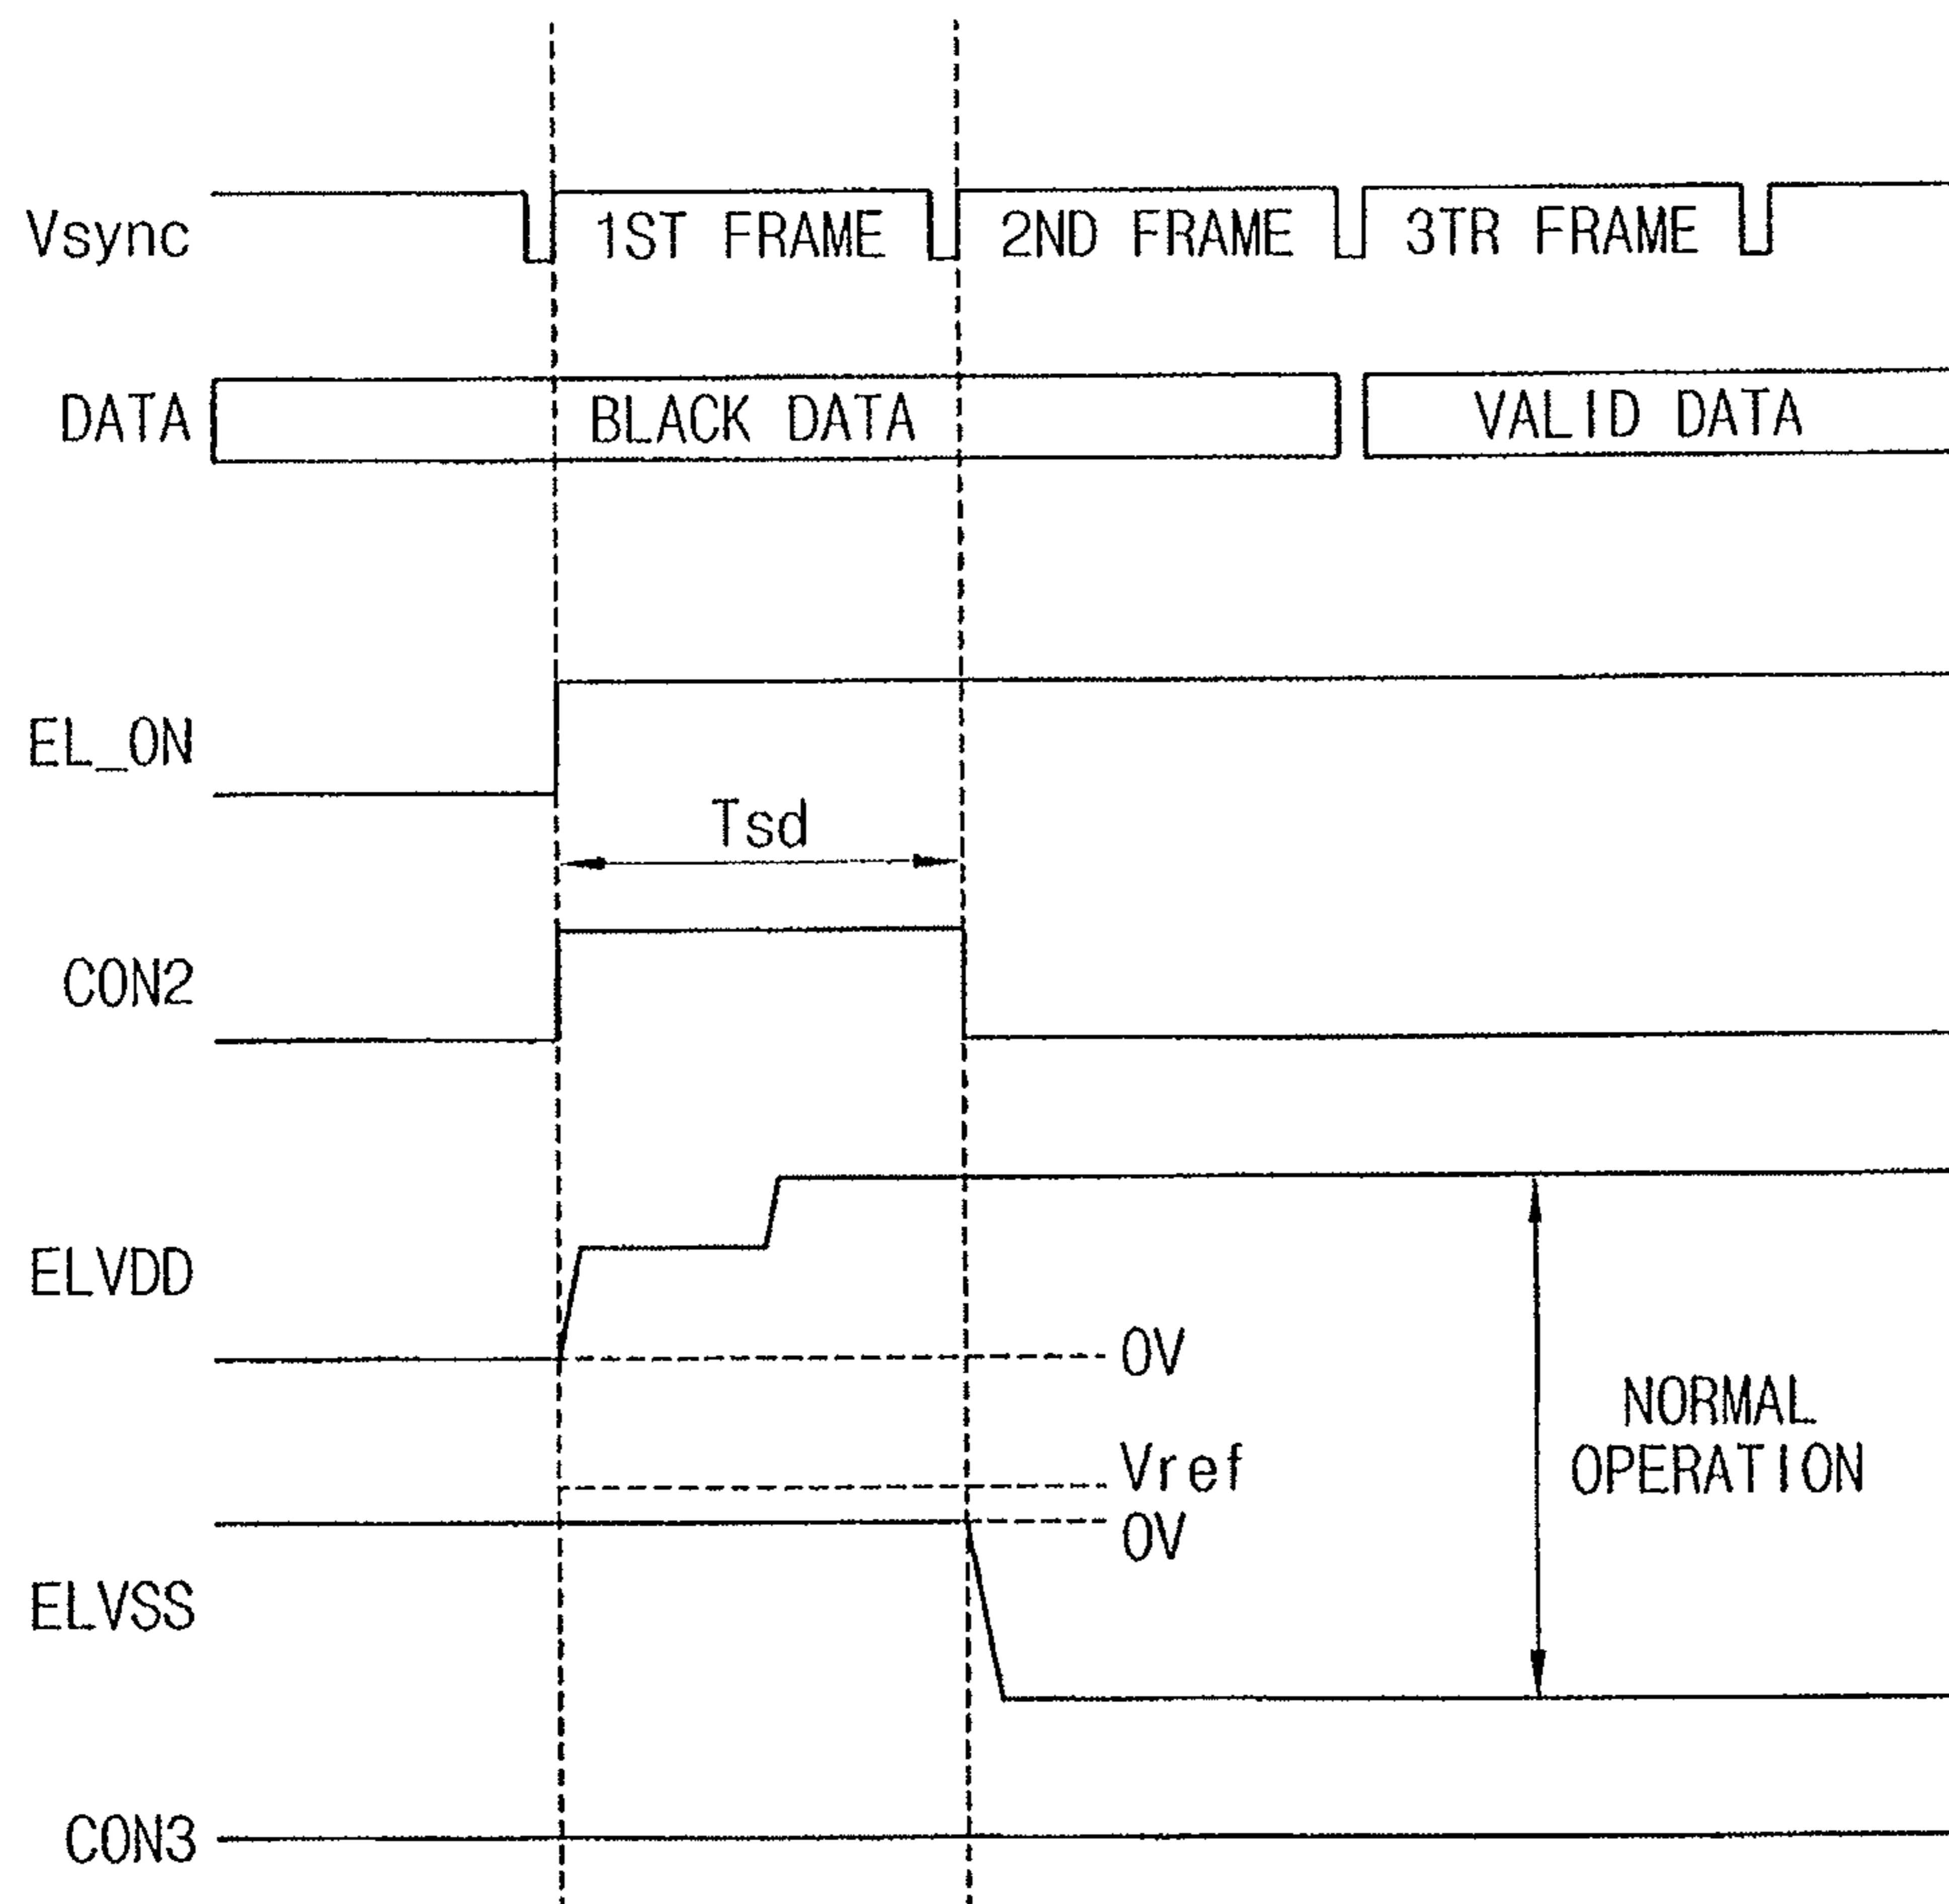 Vsync
1ST FRAME
2ND FRAME
3TR FRAME
DATA
BLACK DATA
VALID DATA
EL_ON
Tsd
CON2
ELVDD
0V
NORMAL
OPERATION
Vref
0V
ELVSS
CON3